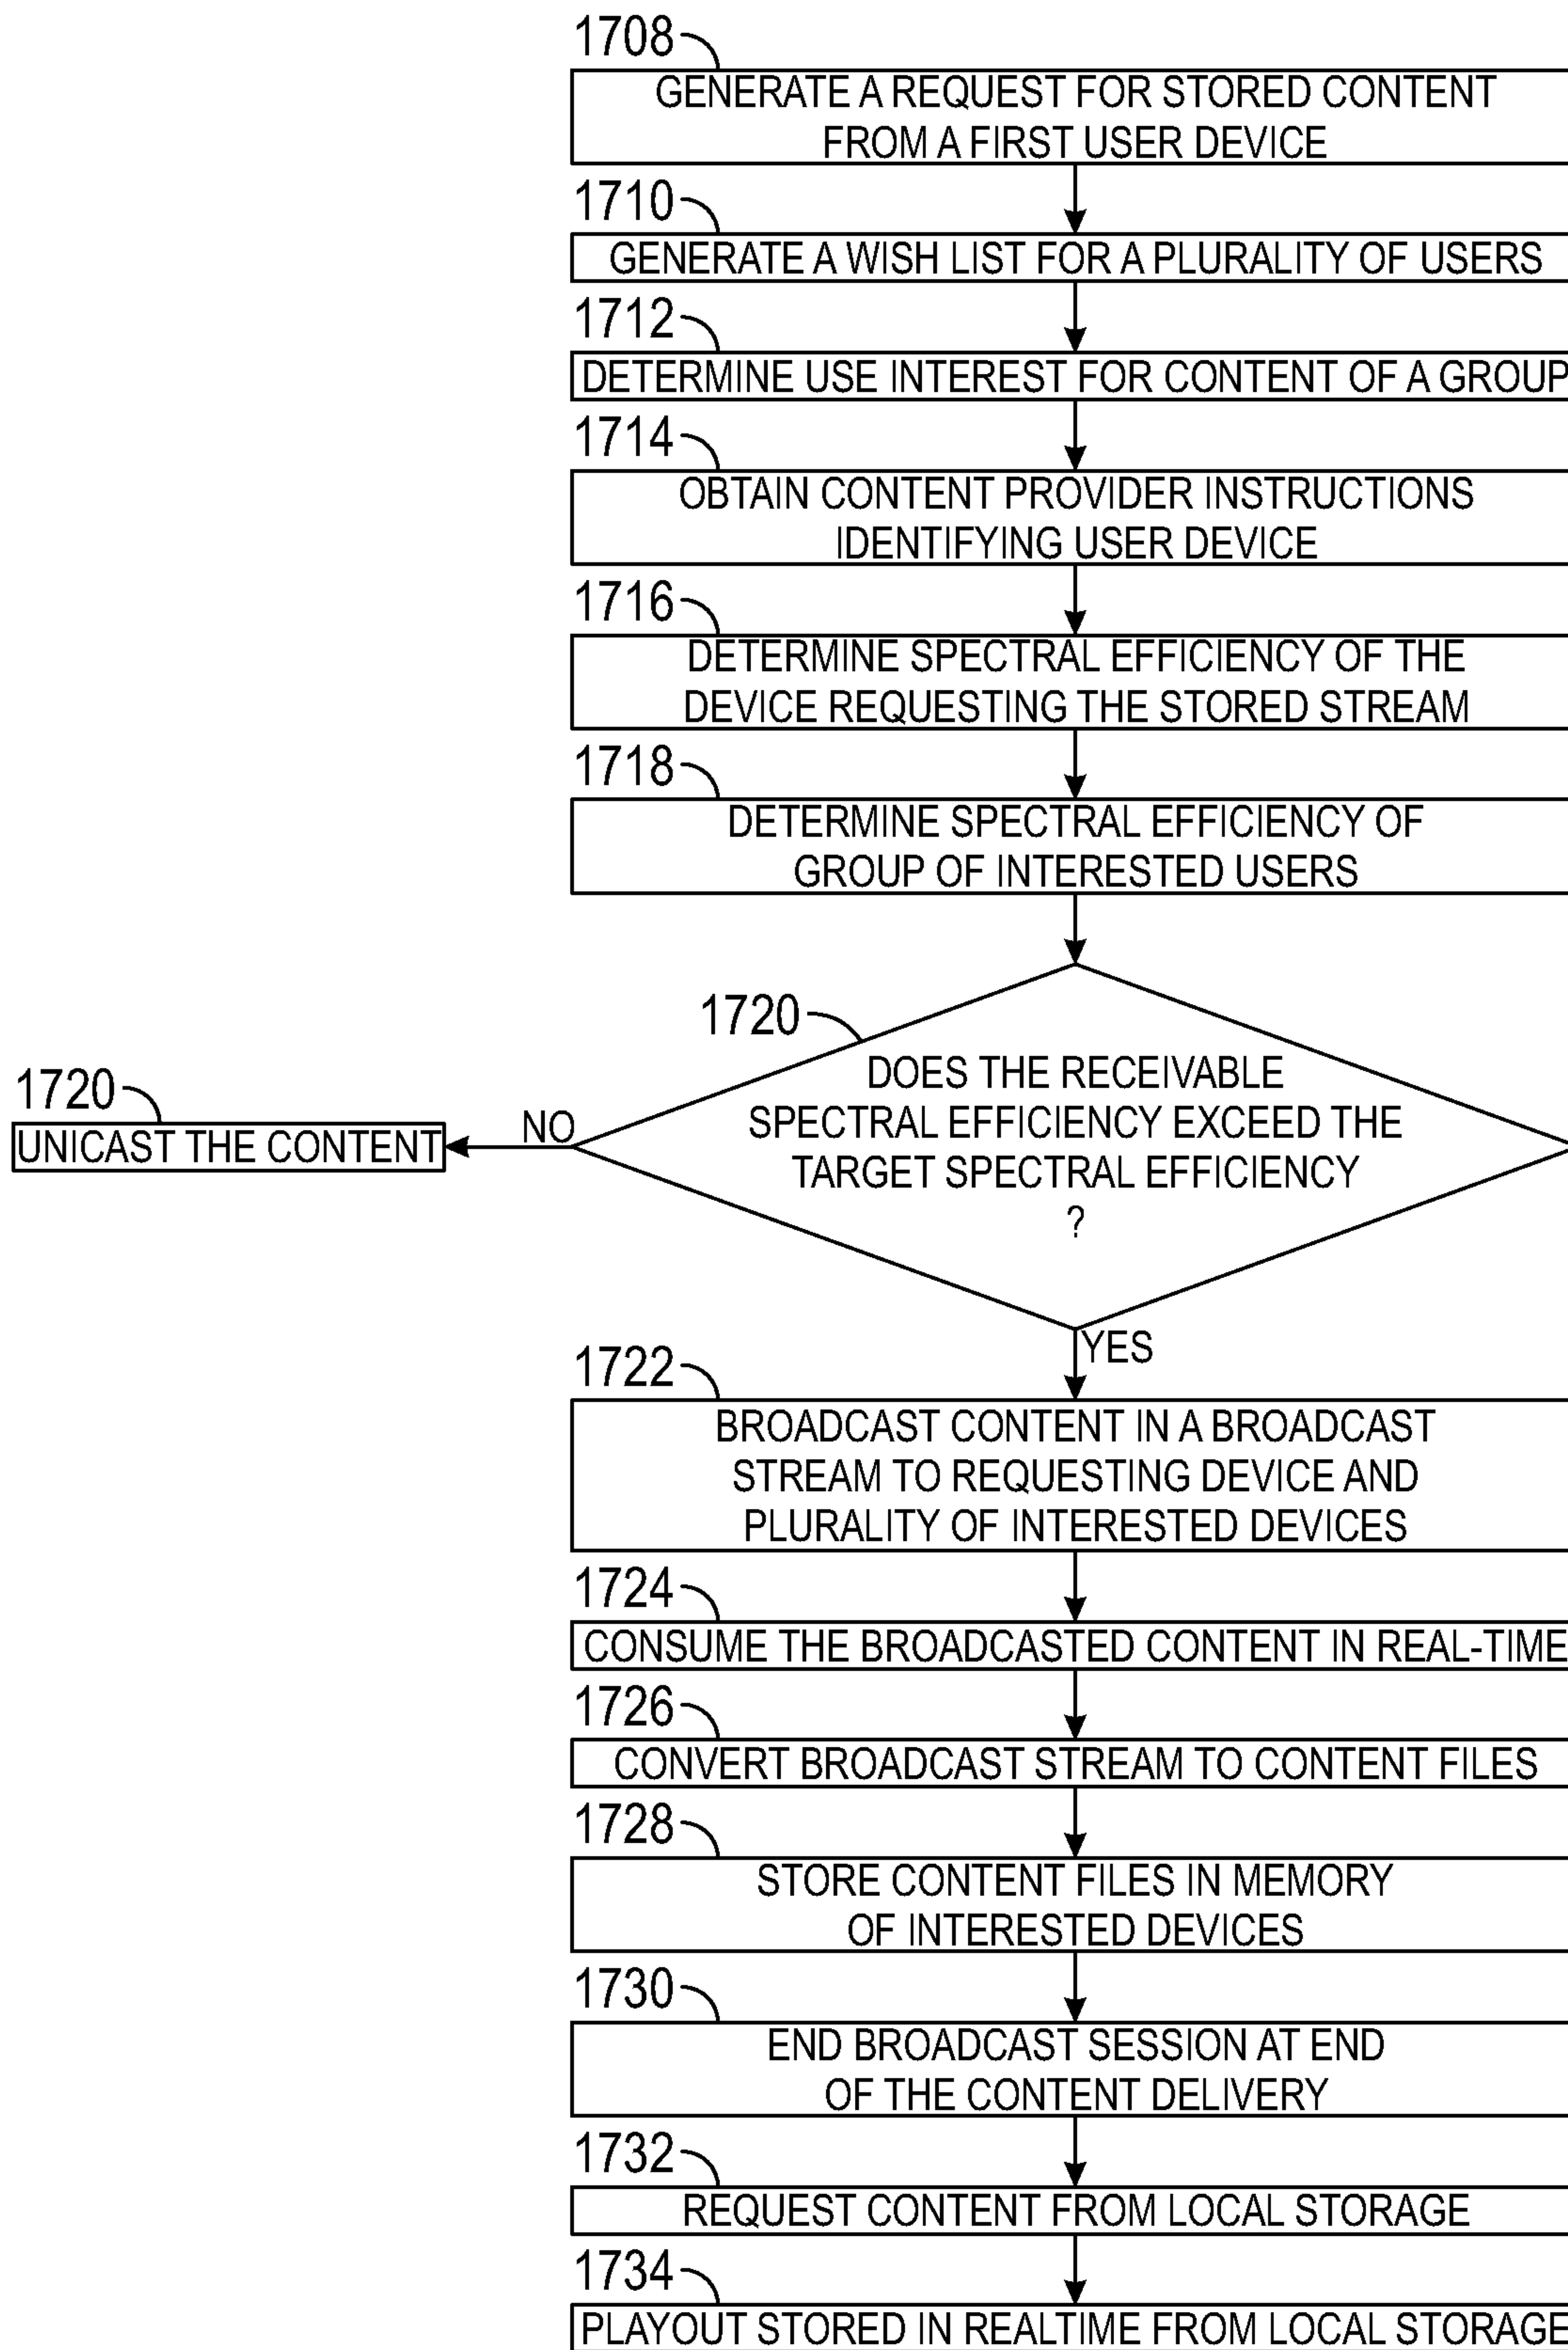 1708
GENERATE A REQUEST FOR STORED CONTENT
FROM A FIRST USER DEVICE
1710
GENERATE A WISH LIST FOR A PLURALITY OF USERS
1712
DETERMINE USE INTEREST FOR CONTENT OF A GROUP
1714
OBTAIN CONTENT PROVIDER INSTRUCTIONS
IDENTIFYING USER DEVICE
1716
DETERMINE SPECTRAL EFFICIENCY OF THE
DEVICE REQUESTING THE STORED STREAM
1718
DETERMINE SPECTRAL EFFICIENCY OF
GROUP OF INTERESTED USERS
1720
DOES THE RECEIVABLE
SPECTRAL EFFICIENCY EXCEED THE
TARGET SPECTRAL EFFICIENCY
?
NO
1720
UNICAST THE CONTENT
YES
1722
BROADCAST CONTENT IN A BROADCAST
STREAM TO REQUESTING DEVICE AND
PLURALITY OF INTERESTED DEVICES
1724
CONSUME THE BROADCASTED CONTENT IN REAL-TIME
1726
CONVERT BROADCAST STREAM TO CONTENT FILES
1728
STORE CONTENT FILES IN MEMORY
OF INTERESTED DEVICES
1730
END BROADCAST SESSION AT END
OF THE CONTENT DELIVERY
1732
REQUEST CONTENT FROM LOCAL STORAGE
1734
PLAYOUT STORED IN REALTIME FROM LOCAL STORAGE